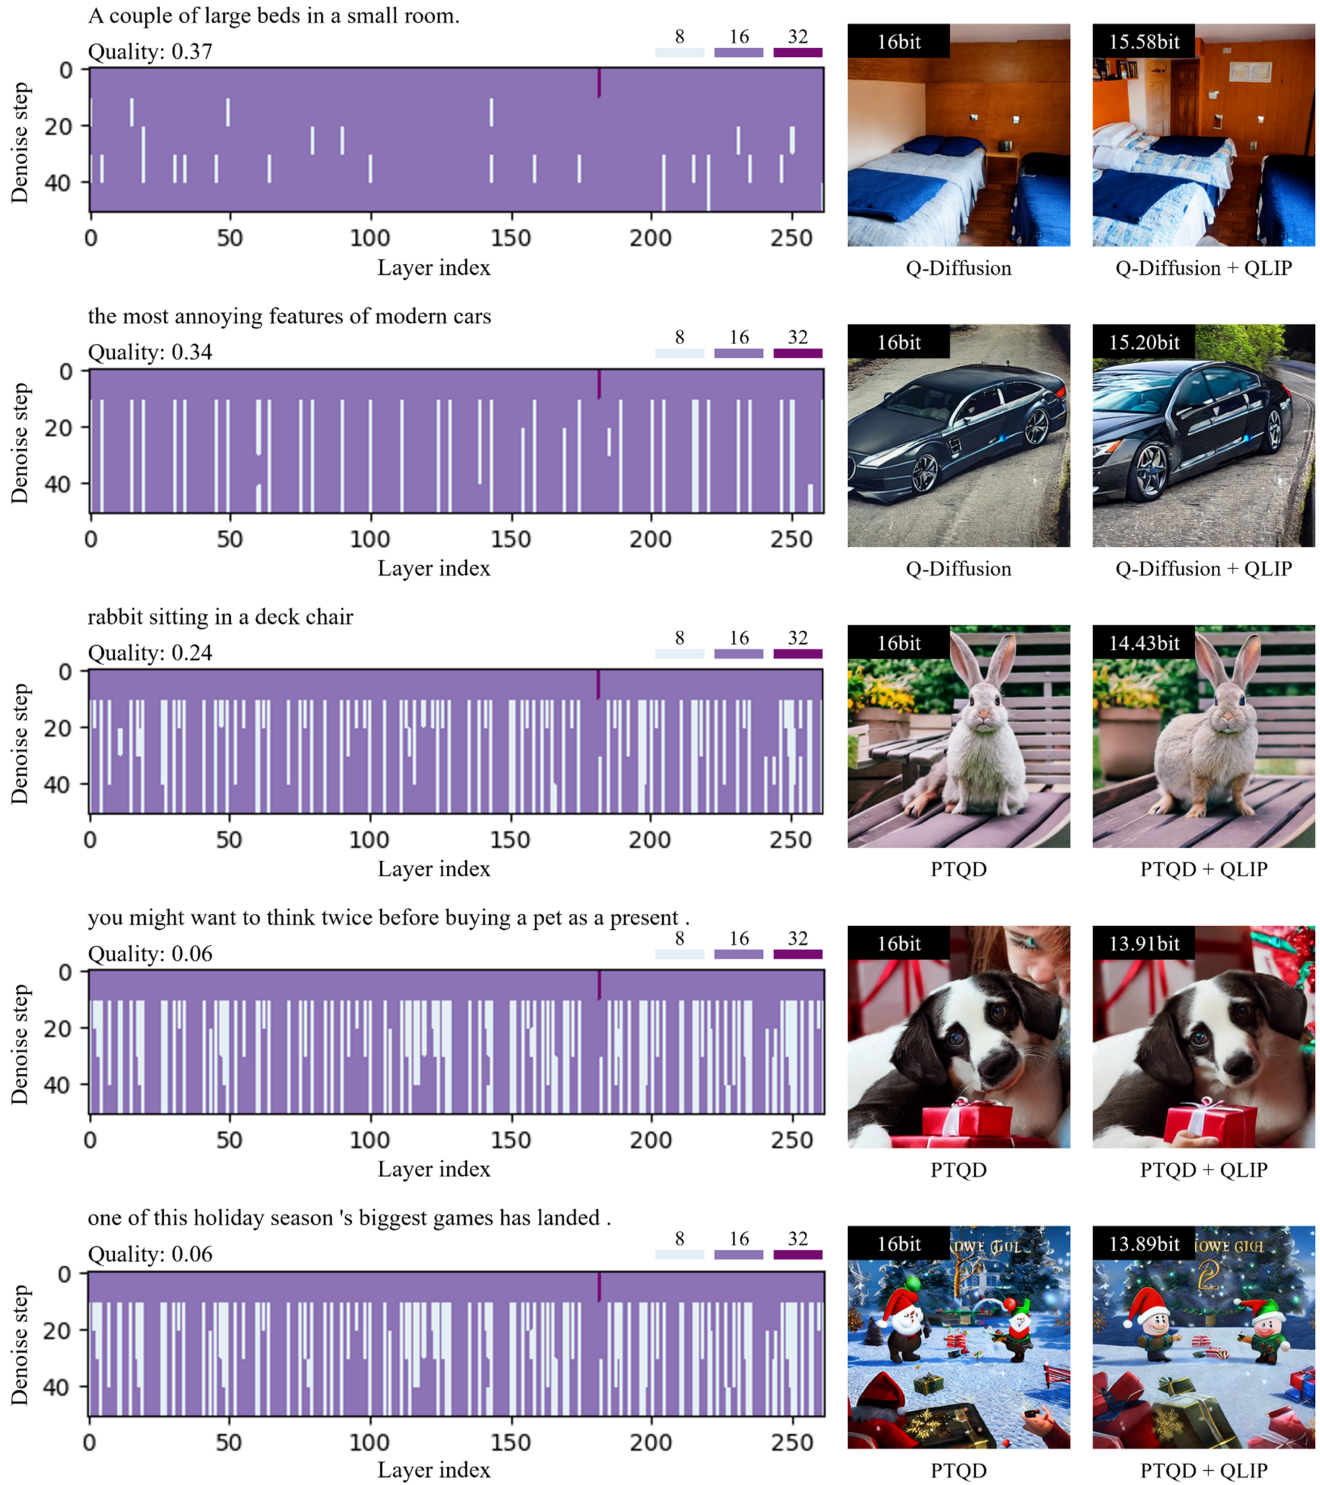 A couple of large beds in a small room.
Quality: 0.37
8 16 32
0
20
40
Denoise step
0 50 100 150 200 250
Layer index
16bit
Q-Diffusion
15.58bit
Q-Diffusion + QLIP
the most annoying features of modern cars
Quality: 0.34
8 16 32
0
20
40
Denoise step
0 50 100 150 200 250
Layer index
16bit
Q-Diffusion
15.20bit
Q-Diffusion + QLIP
rabbit sitting in a deck chair
Quality: 0.24
8 16 32
0
20
40
Denoise step
0 50 100 150 200 250
Layer index
16bit
PTQD
14.43bit
PTQD + QLIP
you might want to think twice before buying a pet as a present .
Quality: 0.06
8 16 32
0
20
40
Denoise step
0 50 100 150 200 250
Layer index
16bit
PTQD
13.91bit
PTQD + QLIP
one of this holiday season 's biggest games has landed .
Quality: 0.06
8 16 32
0
20
40
Denoise step
0 50 100 150 200 250
Layer index
16bit
PTQD
13.89bit
2
PTQD + QLIP